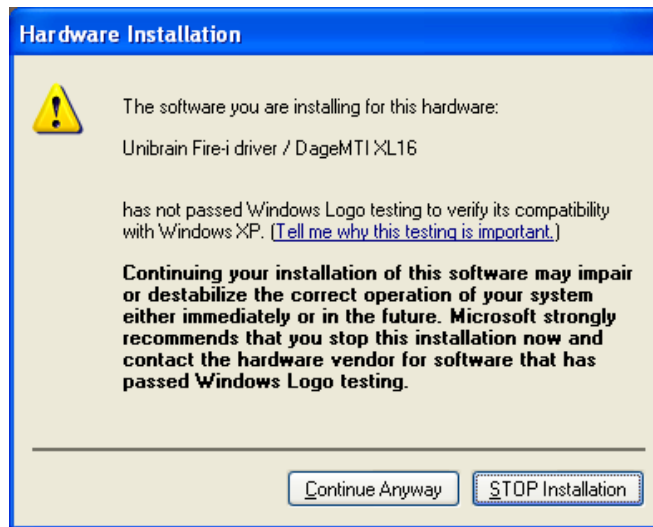 Hardware Installation
The software you are installing for this hardware:
Unibrain Fire-i driver / DageMTI XL16
has not passed Windows Logo testing to verify its compatibility
with Windows XP. (Tell me why this testing is important.)
Continuing your installation of this software may impair
or destabilize the correct operation of your system
either immediately or in the future. Microsoft strongly
recommends that you stop this installation now and
contact the hardware vendor for software that has
passed Windows Logo testing.
Continue Anyway
STOP Installation